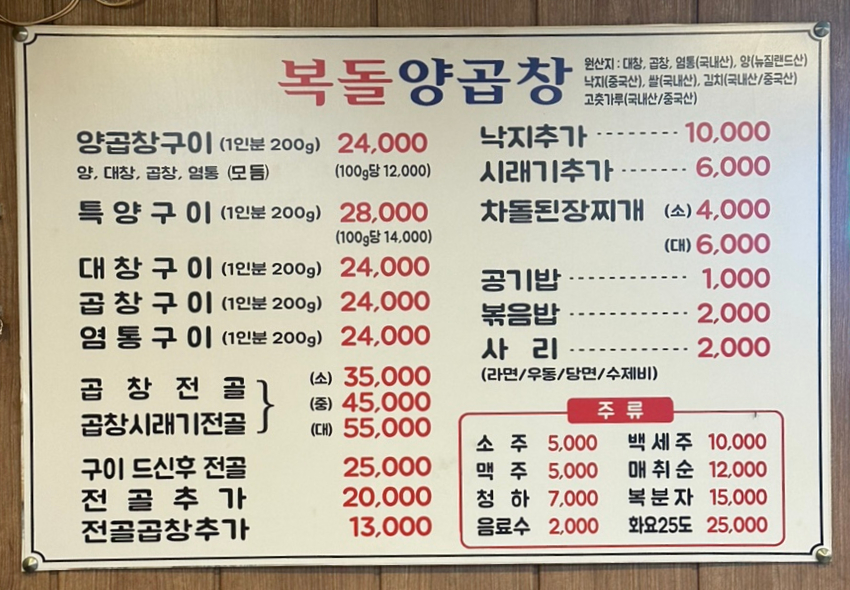 복돌양곱창
원산지 : 대창, 곱창, 염통(국내산), 양(뉴질랜드산)
낙지(중국산), 쌀(국내산), 김치(국내산/중국산)
고춧가루(국내산/중국산)
양곱창구이 (1인분 200g) 24,000
양, 대창, 곱창, 염통 (모듬) (100g당 12,000)
특양구이 (1인분 200g) 28,000
(100g당 14,000)
대창구이 (1인분 200g) 24,000
곱창구이 (1인분 200g) 24,000
염통구이 (1인분 200g) 24,000
곱창전골
곱창시래기전골
(소) 35,000
(중) 45,000
(대) 55,000
구이 드신후 전골 25,000
전골추가 20,000
전골곱창추가 13,000
낙지추가 -------- 10,000
시래기추가 ------- 6,000
차돌된장찌개 (소) 4,000
(대) 6,000
공기밥 ------------ 1,000
볶음밥 ------------ 2,000
사리 ------------ 2,000
(라면/우동/당면/수제비)
주류
소주 5,000 백세주 10,000
맥주 5,000 매취순 12,000
청하 7,000 복분자 15,000
음료수 2,000 화요25도 25,000